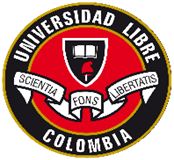 UNIVERSIDAD LIBRE
SCIENTIA
FONS
LIBERTATIS
COLOMBIA